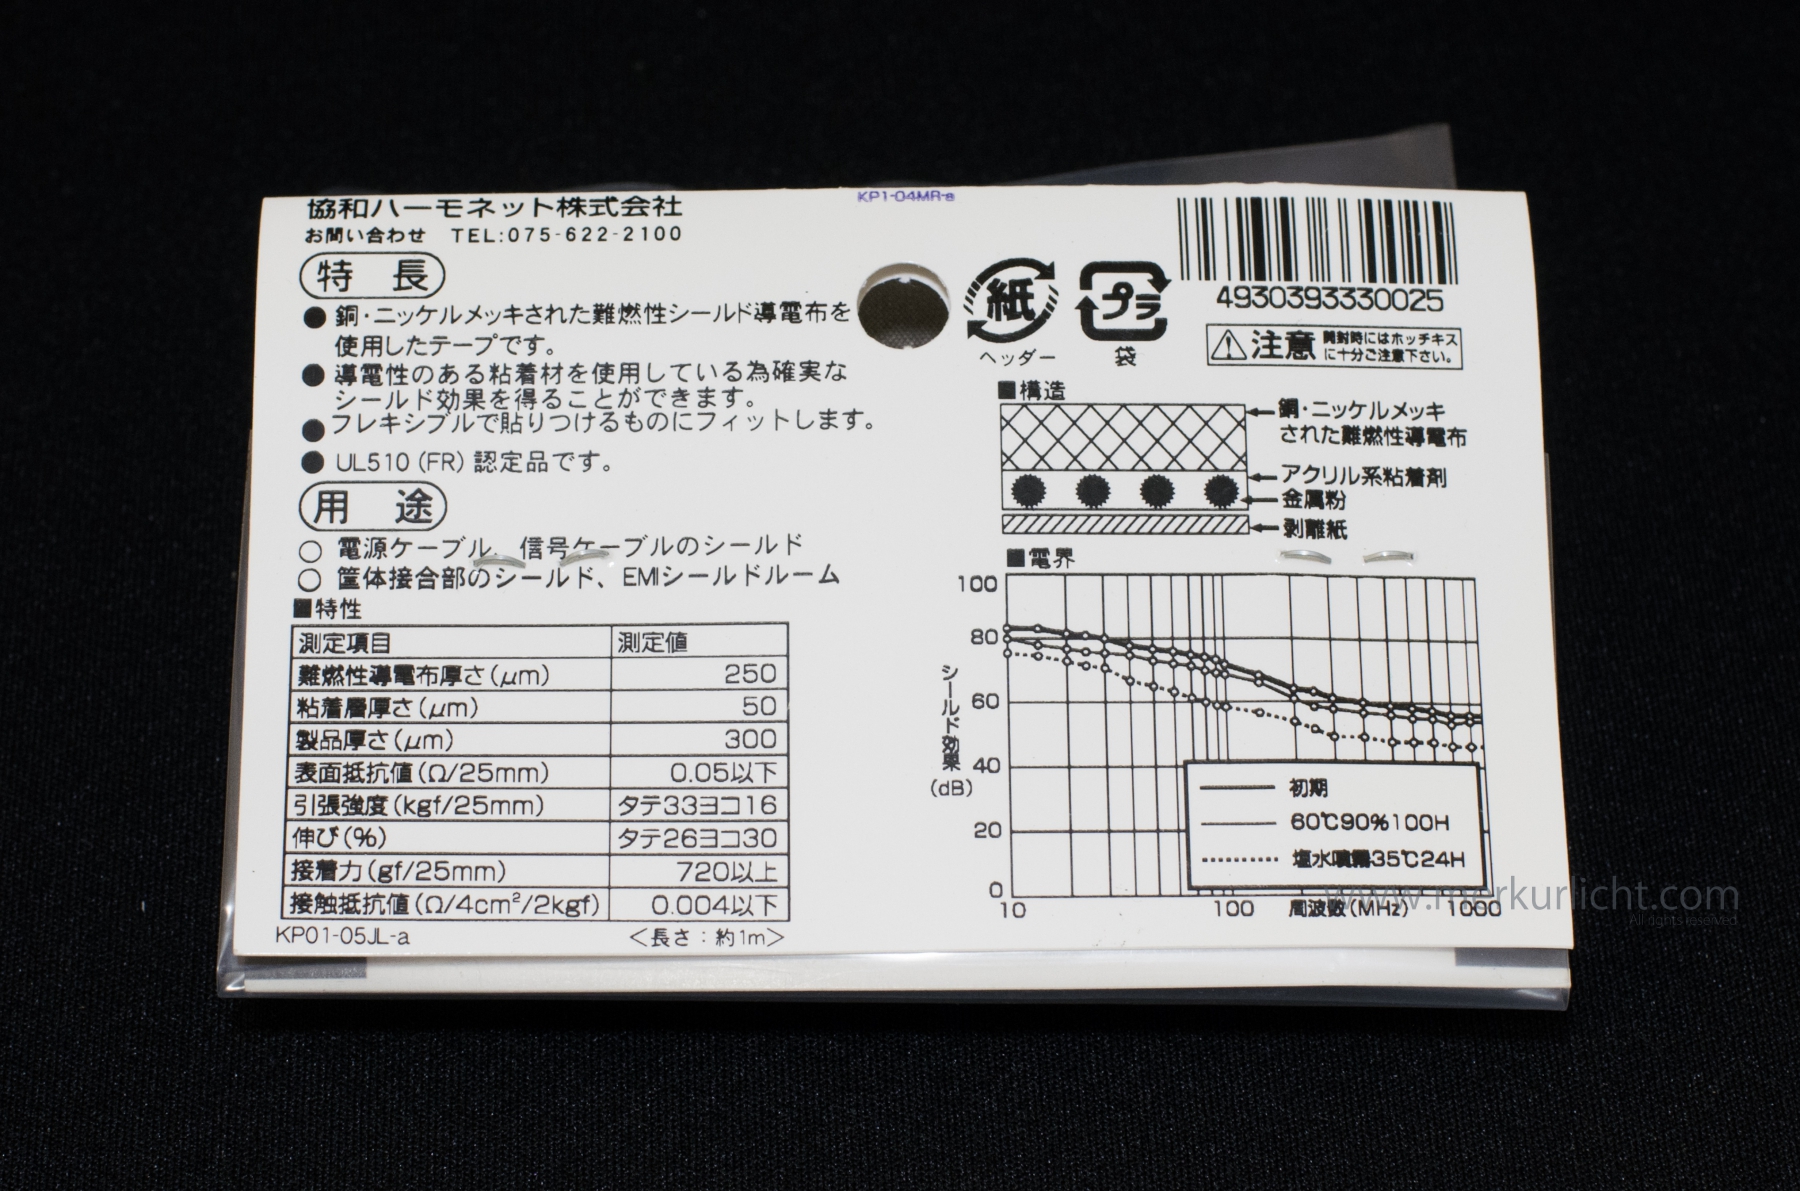 協和ハーモネット株式会社
お問い合わせ TEL:075-622-2100
特 長
●銅・ニッケルメッキされた難燃性シールド導電布を
使用したテープです。
●導電性のある粘着材を使用している為確実な
シールド効果を得ることができます。
●フレキシブルで貼りつけるものにフィットします。
●UL510(FR)認定品です。
用 途
○電源ケーブル、信号ケーブルのシールド
○筐体接合部のシールド、EMIシールドルーム
■特性
測定項目 測定値
難燃性導電布厚さ(μm) 250
粘着層厚さ(μm) 50
製品厚さ(μm) 300
表面抵抗値(Ω/25mm) 0.05以下
引張強度(kgf/25mm) タテ33ヨコ16
伸び(%) タテ26ヨコ30
接着力(gf/25mm) 720以上
接触抵抗値(Ω/4cm²/2kgf) 0.004以下
KP01-05JL-a <長さ:約1m>
KP1-04MR-a
紙
ヘッダー
プラ
袋
4930393330025
注意 開封時にはホッチキス
に十分ご注意下さい。
■構造
銅・ニッケルメッキ
された難燃性導電布
アクリル系粘着剤
金属粉
剥離紙
■電界
100
80
60
40
20
0
シールド効果
(dB)
初期
60℃90%100H
塩水噴霧35℃24H
10 100 周波数(MHz) 1000
www.merkurlicht.com
All rights reserved